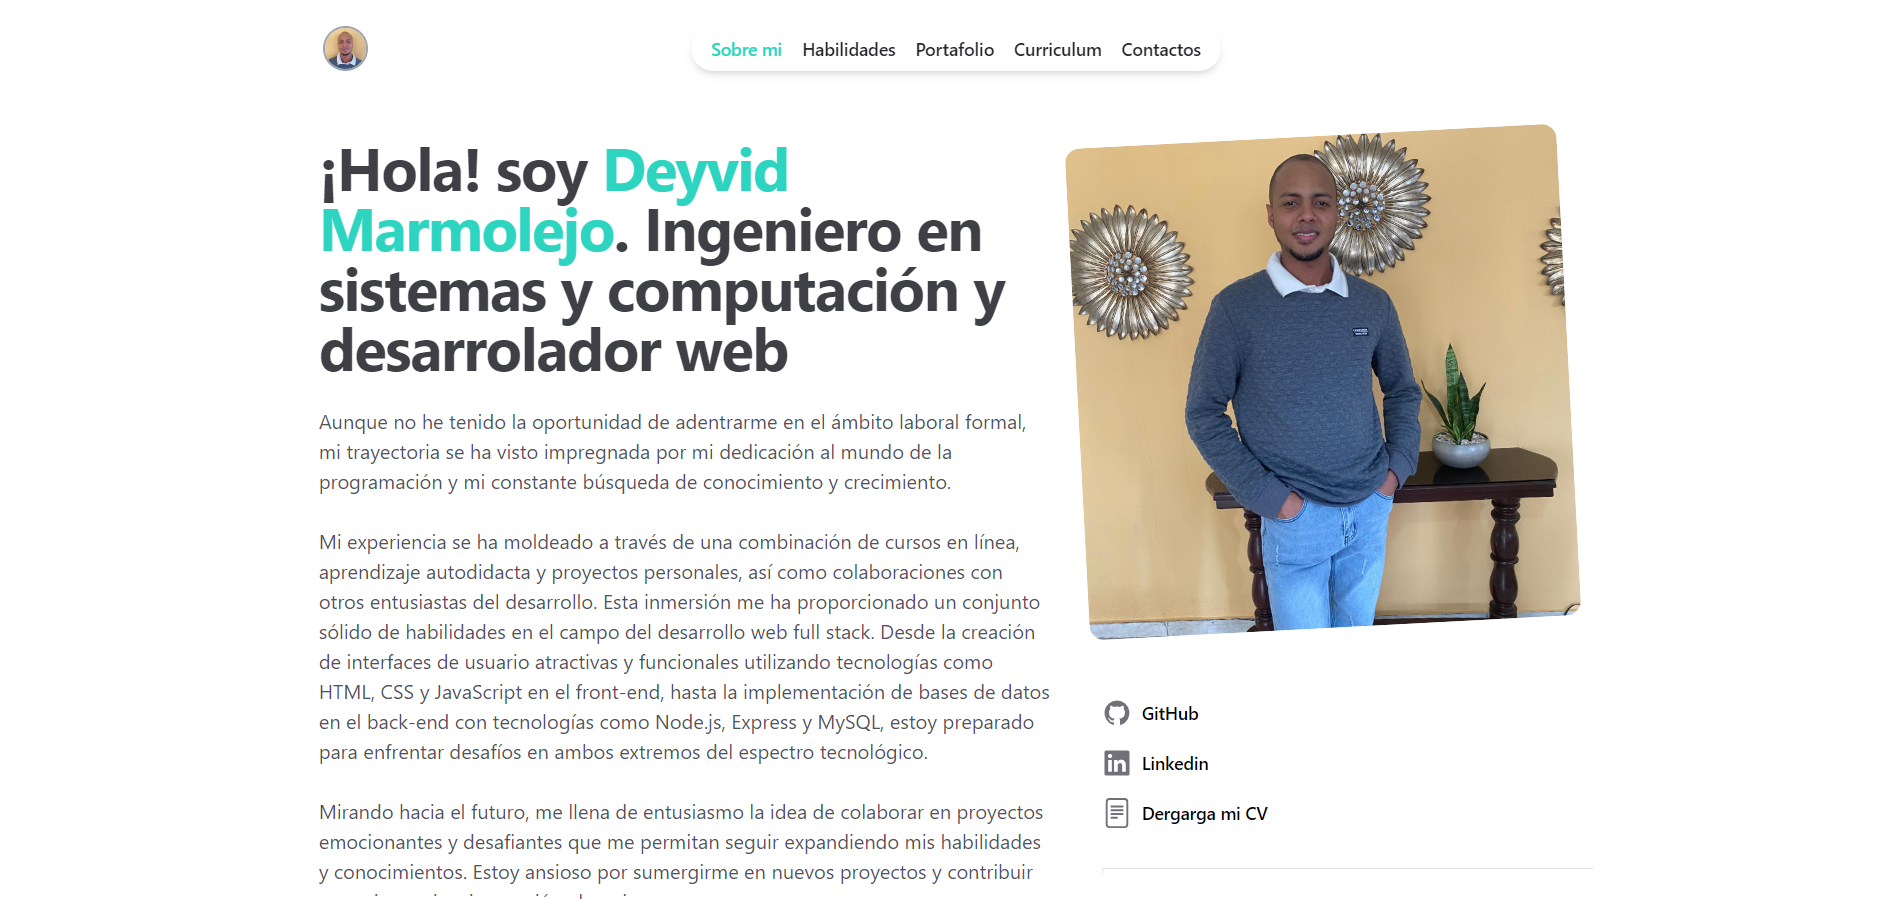 Sobre mi Habilidades Portafolio Curriculum Contactos
¡Hola! soy Deyvid
Marmolejo. Ingeniero en
sistemas y computación y
desarrolador web
Aunque no he tenido la oportunidad de adentrarme en el ámbito laboral formal,
mi trayectoria se ha visto impregnada por mi dedicación al mundo de la
programación y mi constante búsqueda de conocimiento y crecimiento.
Mi experiencia se ha moldeado a través de una combinación de cursos en línea,
aprendizaje autodidacta y proyectos personales, así como colaboraciones con
otros entusiastas del desarrollo. Esta inmersión me ha proporcionado un conjunto
sólido de habilidades en el campo del desarrollo web full stack. Desde la creación
de interfaces de usuario atractivas y funcionales utilizando tecnologías como
HTML, CSS y JavaScript en el front-end, hasta la implementación de bases de datos
en el back-end con tecnologías como Node.js, Express y MySQL, estoy preparado
para enfrentar desafíos en ambos extremos del espectro tecnológico.
Mirando hacia el futuro, me llena de entusiasmo la idea de colaborar en proyectos
emocionantes y desafiantes que me permitan seguir expandiendo mis habilidades
y conocimientos. Estoy ansioso por sumergirme en nuevos proyectos y contribuir
GitHub
Linkedin
Dergarga mi CV